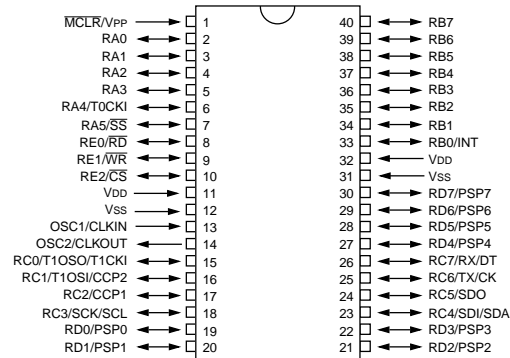 M̅C̅L̅R̅/VPP 1 40 RB7
RA0 2 39 RB6
RA1 3 38 RB5
RA2 4 37 RB4
RA3 5 36 RB3
RA4/T0CKI 6 35 RB2
RA5/S̅S̅ 7 34 RB1
RE0/R̅D̅ 8 33 RB0/INT
RE1/W̅R̅ 9 32 VDD
RE2/C̅S̅ 10 31 VSS
VDD 11 30 RD7/PSP7
VSS 12 29 RD6/PSP6
OSC1/CLKIN 13 28 RD5/PSP5
OSC2/CLKOUT 14 27 RD4/PSP4
RC0/T1OSO/T1CKI 15 26 RC7/RX/DT
RC1/T1OSI/CCP2 16 25 RC6/TX/CK
RC2/CCP1 17 24 RC5/SDO
RC3/SCK/SCL 18 23 RC4/SDI/SDA
RD0/PSP0 19 22 RD3/PSP3
RD1/PSP1 20 21 RD2/PSP2